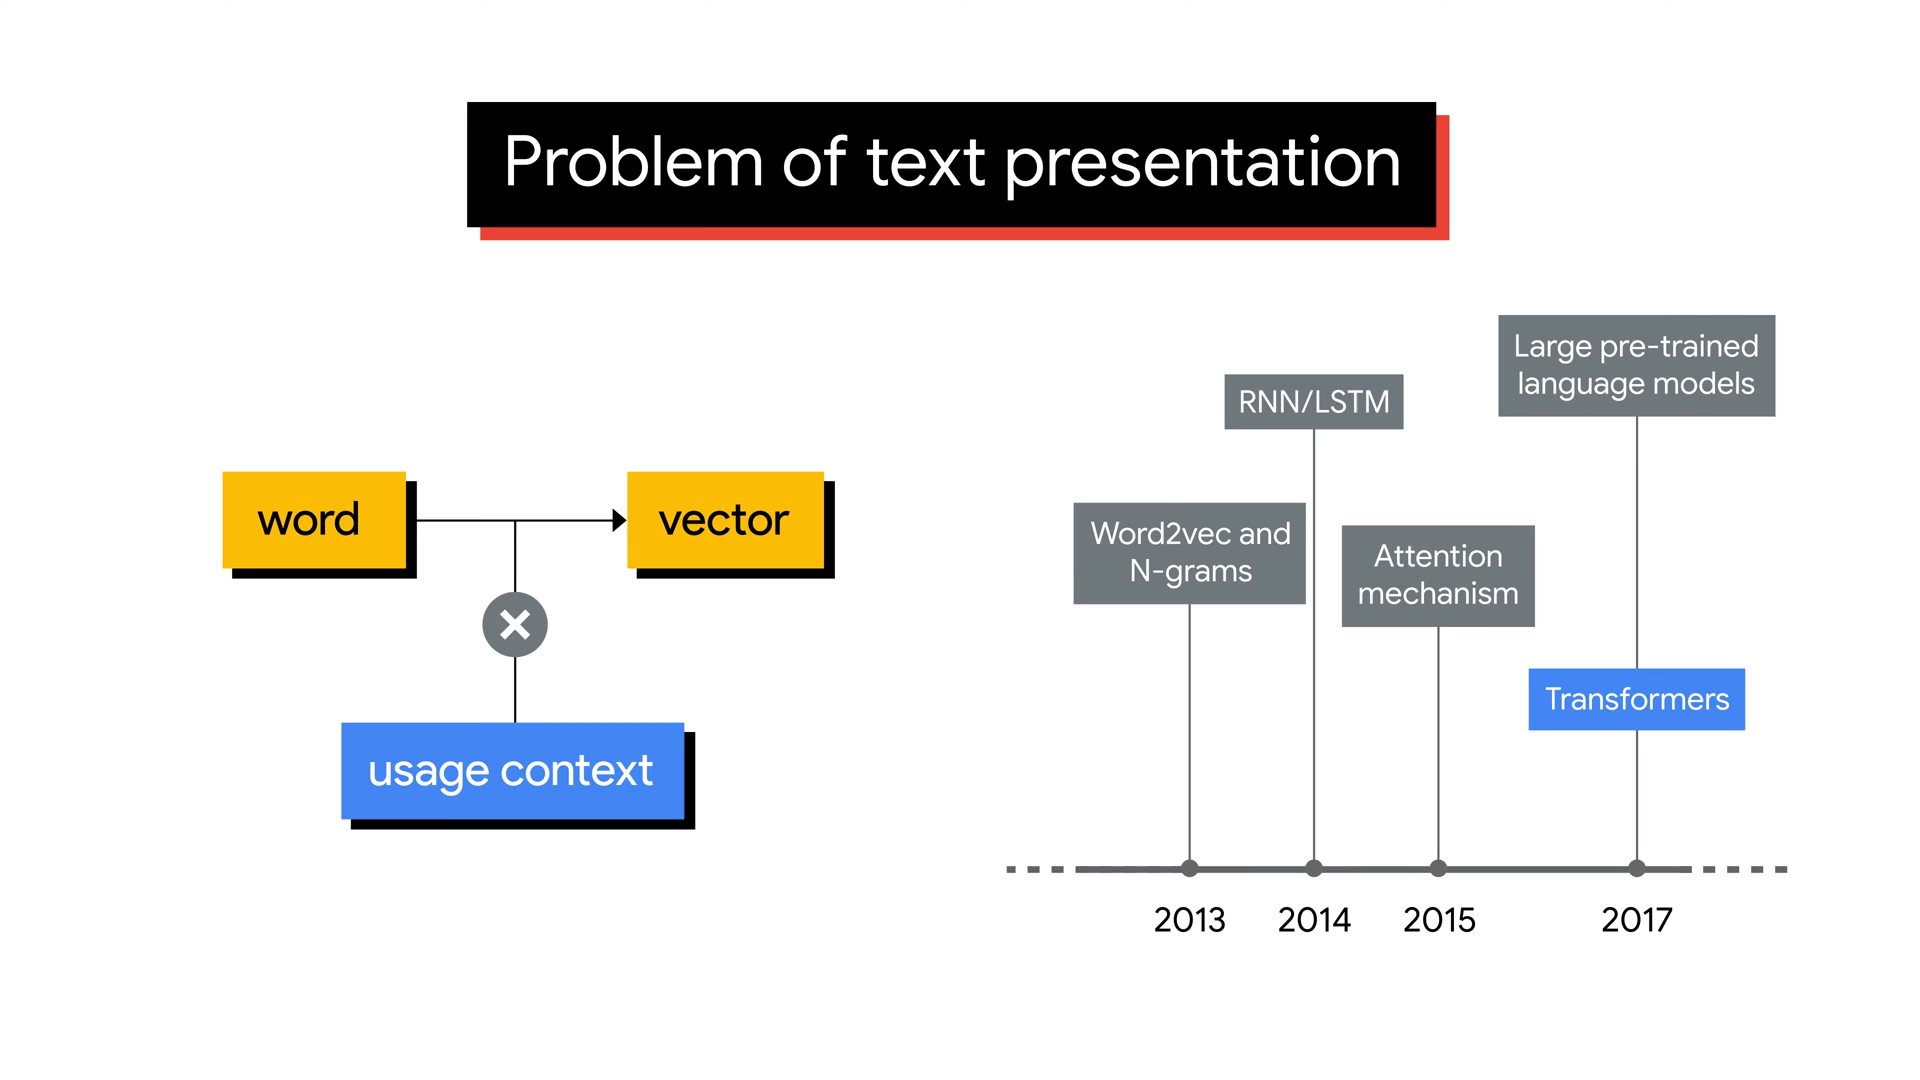 Problem of text presentation
word
vector
usage context
Large pre-trained
language models
RNN/LSTM
Word2vec and
N-grams
Attention
mechanism
Transformers
2013
2014
2015
2017